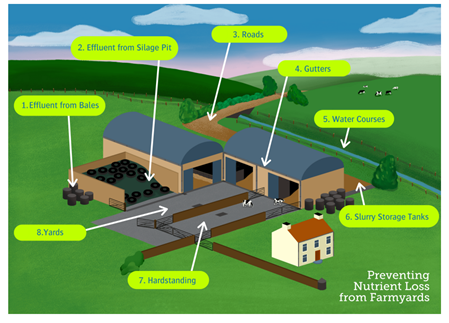 3. Roads
2. Effluent from Silage Pit
4. Gutters
1.Effluent from Bales
5. Water Courses
6. Slurry Storage Tanks
8.Yards
7. Hardstanding
Preventing
Nutrient Loss
from Farmyards